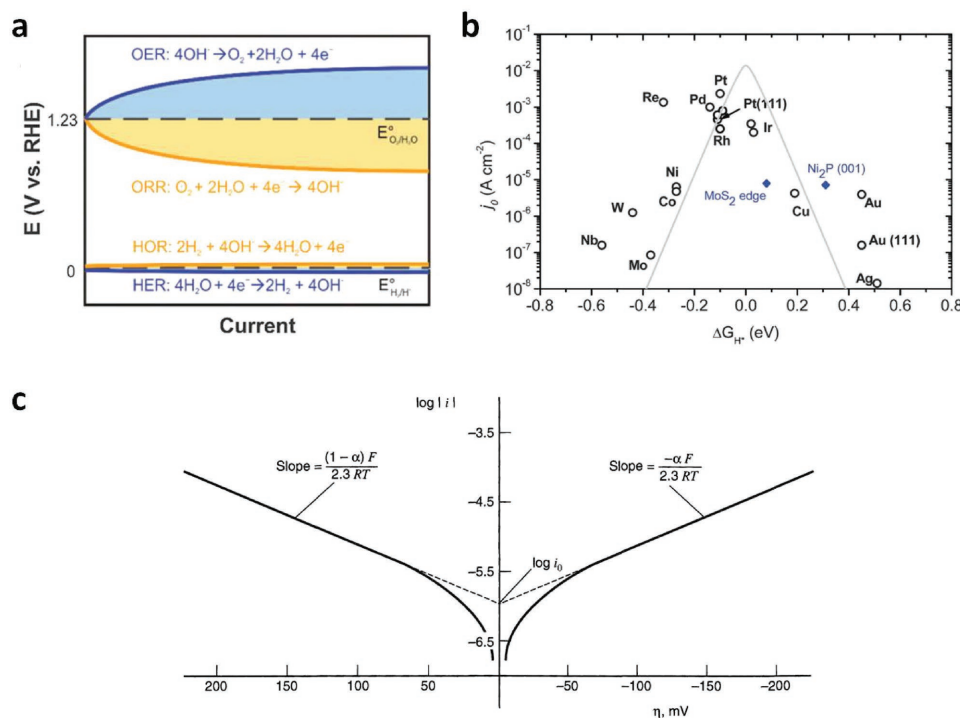 a
OER: 4OH⁻→O₂+2H₂O + 4e⁻
1.23
E°O₂/H₂O
ORR: O₂ + 2H₂O + 4e⁻→ 4OH⁻
HOR: 2H₂ + 4OH⁻→4H₂O + 4e⁻
0
HER: 4H₂O + 4e⁻→2H₂ + 4OH⁻
E°H₂/H⁻
E (V vs. RHE)
Current
b
10⁻¹
10⁻²
10⁻³
10⁻⁴
10⁻⁵
10⁻⁶
10⁻⁷
10⁻⁸
j₀ (A cm⁻²)
Pt
Re
Pd
Pt(111)
Rh
Ir
Ni
Ni₂P (001)
Co
MoS₂ edge
Cu
Au
W
Nb
Mo
Au (111)
Ag
-0.8 -0.6 -0.4 -0.2 0.0 0.2 0.4 0.6 0.8
ΔG_H* (eV)
c
log | i |
−3.5
Slope = (1 − α) F / 2.3 RT
Slope = −α F / 2.3 RT
−4.5
−5.5
log i₀
−6.5
200 150 100 50 −50 −100 −150 −200
η, mV